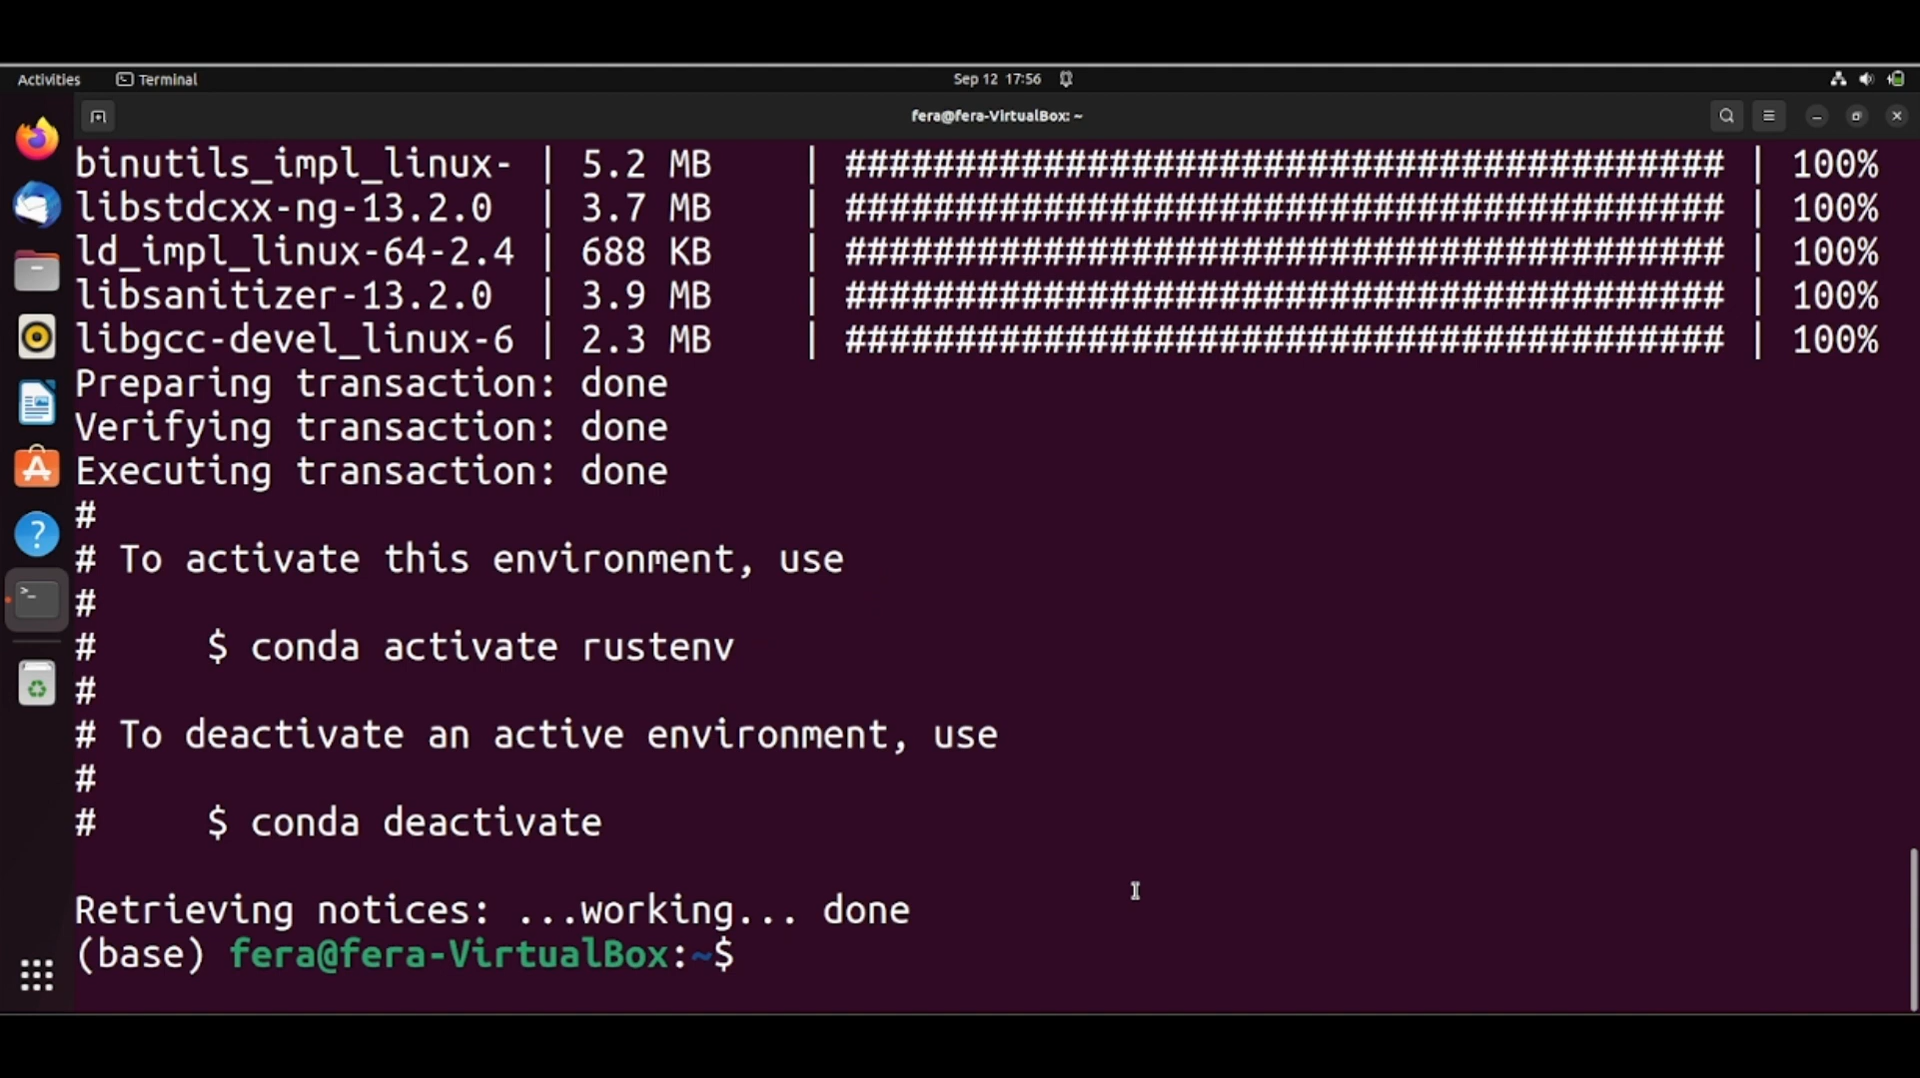 Activities Terminal Sep 12 17:56
fera@fera-VirtualBox: ~
binutils_impl_linux- | 5.2 MB | ######################################## | 100%
libstdcxx-ng-13.2.0 | 3.7 MB | ######################################## | 100%
ld_impl_linux-64-2.4 | 688 KB | ######################################## | 100%
libsanitizer-13.2.0 | 3.9 MB | ######################################## | 100%
libgcc-devel_linux-6 | 2.3 MB | ######################################## | 100%
Preparing transaction: done
Verifying transaction: done
Executing transaction: done
#
# To activate this environment, use
#
# $ conda activate rustenv
#
# To deactivate an active environment, use
#
# $ conda deactivate
Retrieving notices: ...working... done
(base) fera@fera-VirtualBox:~$